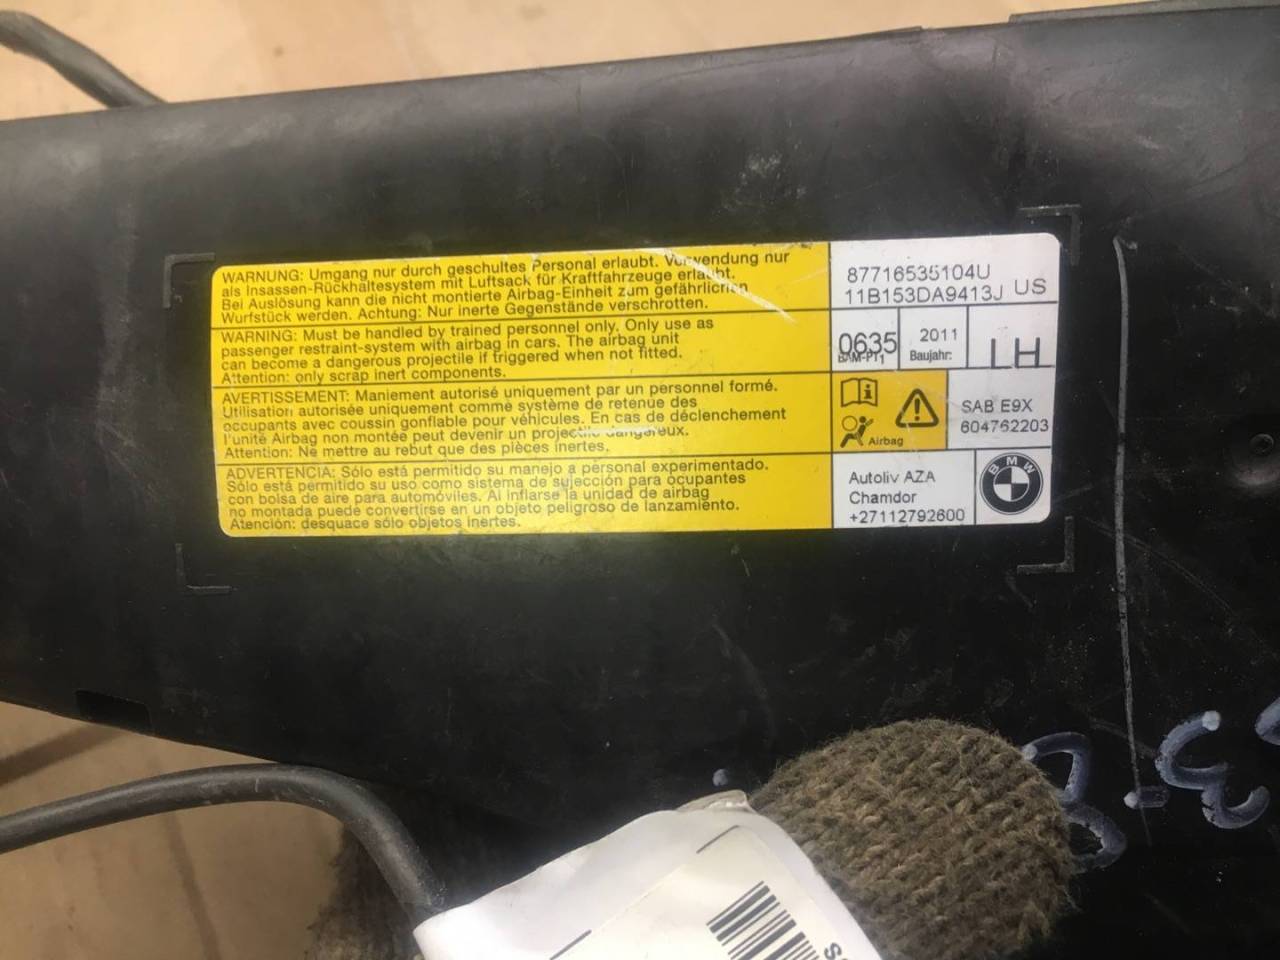 WARNUNG: Umgang nur durch geschultes Personal erlaubt. Verwendung nur
als Insassen-Rückhaltesystem mit Luftsack für Kraftfahrzeuge erlaubt.
Bei Auslösung kann die nicht montierte Airbag-Einheit zum gefährlichen
Wurfstück werden. Achtung: Nur inerte Gegenstände verschrotten.
WARNING: Must be handled by trained personnel only. Only use as
passenger restraint-system with airbag in cars. The airbag unit
can become a dangerous projectile if triggered when not fitted.
Attention: only scrap inert components.
AVERTISSEMENT: Maniement autorisé uniquement par un personnel formé.
Utilisation autorisée uniquement comme système de retenue des
occupants avec coussin gonflable pour véhicules. En cas de déclenchement
l'unité Airbag non montée peut devenir un projectile dangereux.
Attention: Ne mettre au rebut que des pièces inertes.
ADVERTENCIA: Sólo está permitido su manejo a personal experimentado.
Sólo está permitido su uso como sistema de sujección para ocupantes
con bolsa de aire para automóviles. Al inflarse la unidad de airbag
no montada puede convertirse en un objeto peligroso de lanzamiento.
Atención: desguace sólo objetos inertes.
87716535104U
11B153DA9413J US
0635
BAM-PT1
2011
Baujahr:
LH
Airbag
SAB E9X
604762203
Autoliv AZA
Chamdor
+27112792600
BMW